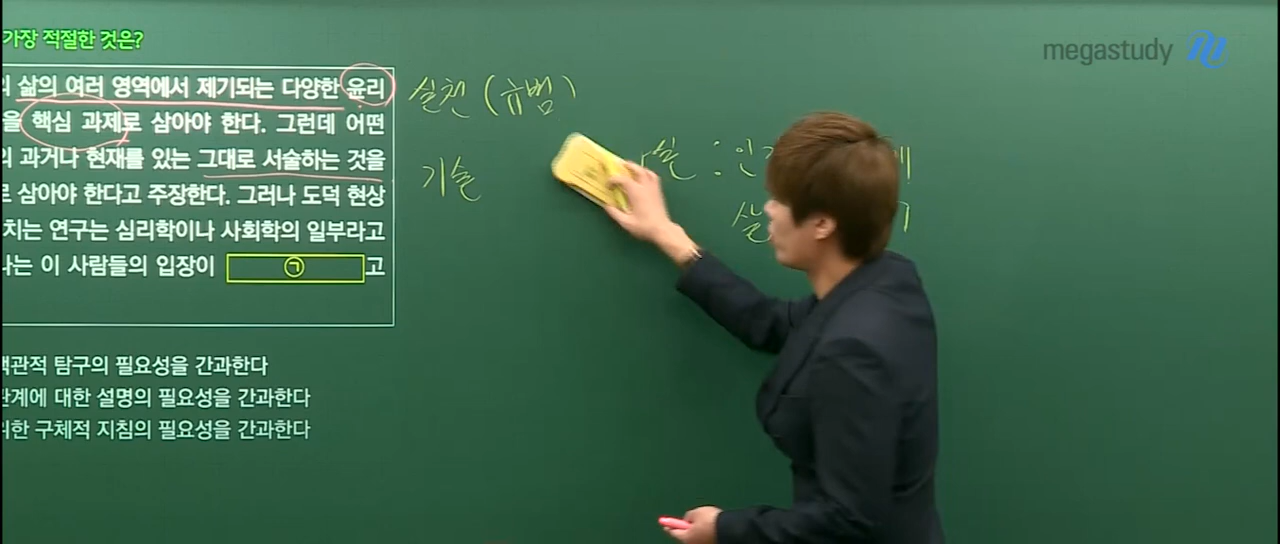 가장 적절한 것은?
megastudy
의 삶의 여러 영역에서 제기되는 다양한 윤리
을 핵심 과제로 삼아야 한다. 그런데 어떤
의 과거나 현재를 있는 그대로 서술하는 것을
로 삼아야 한다고 주장한다. 그러나 도덕 현상
치는 연구는 심리학이나 사회학의 일부라고
나는 이 사람들의 입장이 ㉠ 고
객관적 탐구의 필요성을 간과한다
관계에 대한 설명의 필요성을 간과한다
위한 구체적 지침의 필요성을 간과한다
실천 (규범)
기술